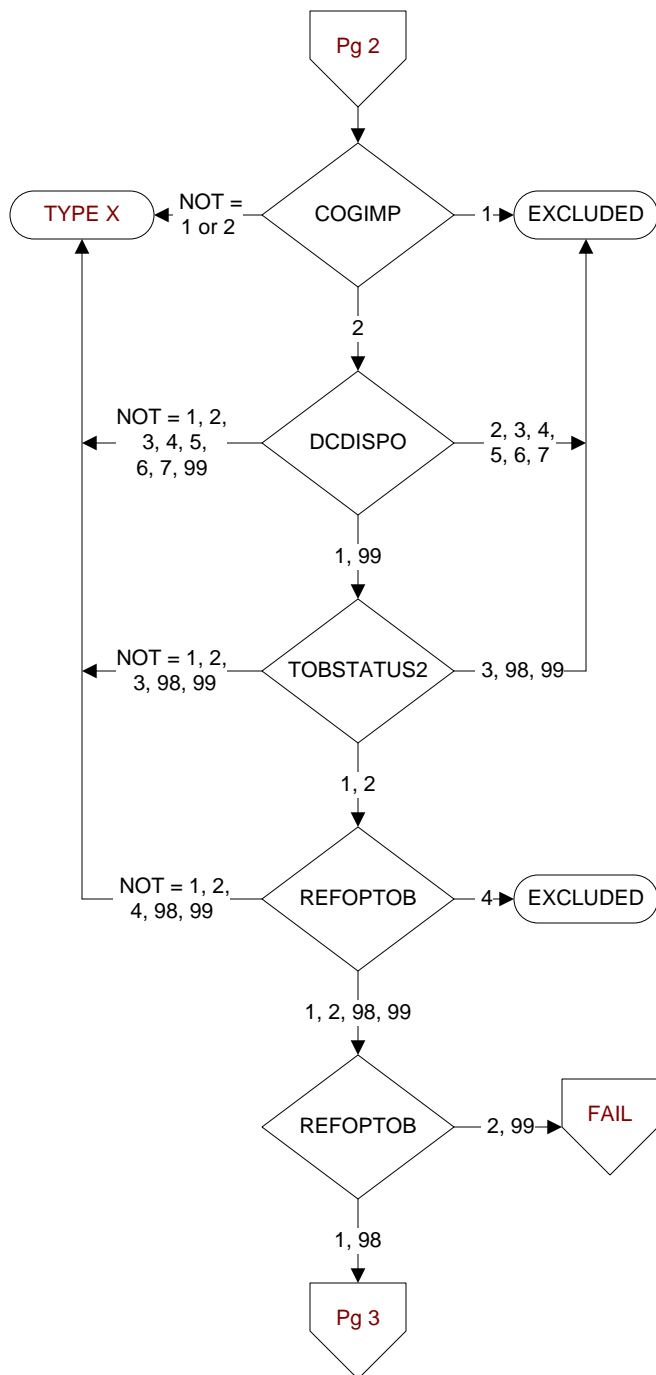 Pg 2
TYPE X
NOT =
1 or 2
COGIMP
1
EXCLUDED
2
NOT = 1, 2,
3, 4, 5,
6, 7, 99
DCDISPO
2, 3, 4,
5, 6, 7
1, 99
NOT = 1, 2,
3, 98, 99
TOBSTATUS2
3, 98, 99
1, 2
NOT = 1, 2,
4, 98, 99
REFOPTOB
4
EXCLUDED
1, 2, 98, 99
REFOPTOB
2, 99
FAIL
1, 98
Pg 3